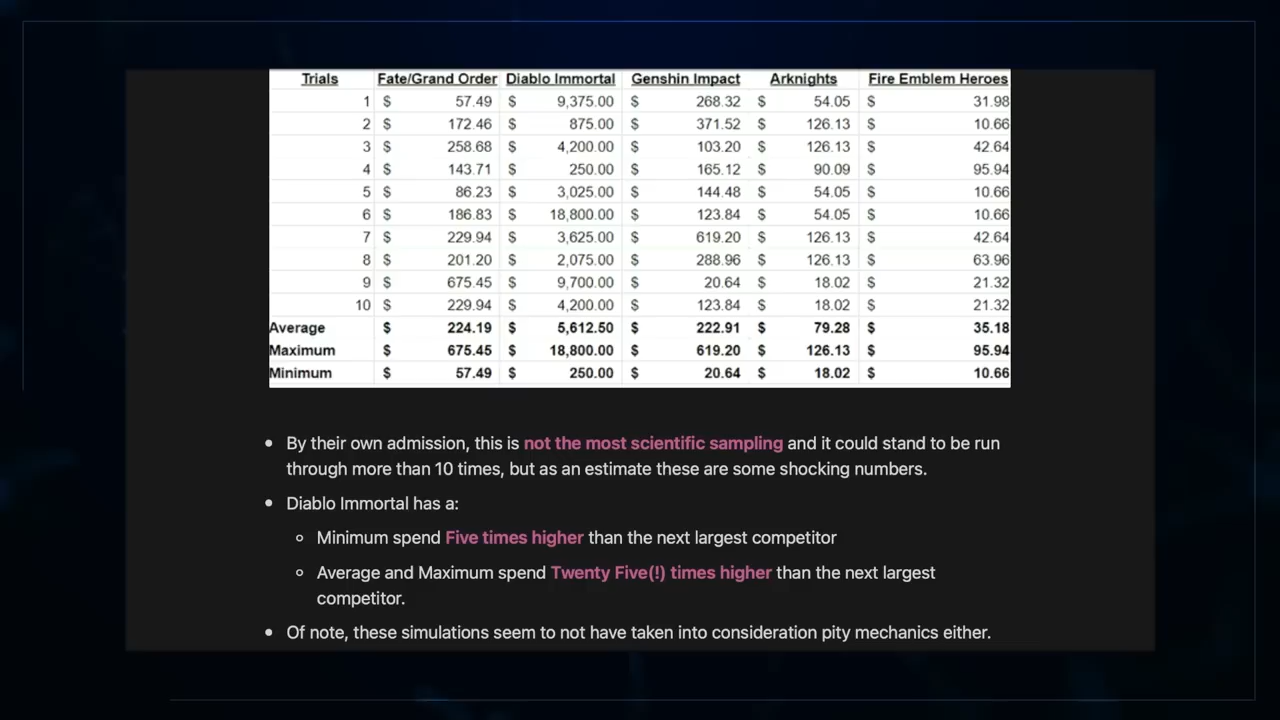 Trials Fate/Grand Order Diablo Immortal Genshin Impact Arknights Fire Emblem Heroes
1 $ 57.49 $ 9,375.00 $ 268.32 $ 54.05 $ 31.98
2 $ 172.46 $ 875.00 $ 371.52 $ 126.13 $ 10.66
3 $ 258.68 $ 4,200.00 $ 103.20 $ 126.13 $ 42.64
4 $ 143.71 $ 250.00 $ 165.12 $ 90.09 $ 95.94
5 $ 86.23 $ 3,025.00 $ 144.48 $ 54.05 $ 10.66
6 $ 186.83 $ 18,800.00 $ 123.84 $ 54.05 $ 10.66
7 $ 229.94 $ 3,625.00 $ 619.20 $ 126.13 $ 42.64
8 $ 201.20 $ 2,075.00 $ 288.96 $ 126.13 $ 63.96
9 $ 675.45 $ 9,700.00 $ 20.64 $ 18.02 $ 21.32
10 $ 229.94 $ 4,200.00 $ 123.84 $ 18.02 $ 21.32
Average $ 224.19 $ 5,612.50 $ 222.91 $ 79.28 $ 35.18
Maximum $ 675.45 $ 18,800.00 $ 619.20 $ 126.13 $ 95.94
Minimum $ 57.49 $ 250.00 $ 20.64 $ 18.02 $ 10.66
• By their own admission, this is not the most scientific sampling and it could stand to be run
through more than 10 times, but as an estimate these are some shocking numbers.
• Diablo Immortal has a:
◦ Minimum spend Five times higher than the next largest competitor
◦ Average and Maximum spend Twenty Five(!) times higher than the next largest
competitor.
• Of note, these simulations seem to not have taken into consideration pity mechanics either.